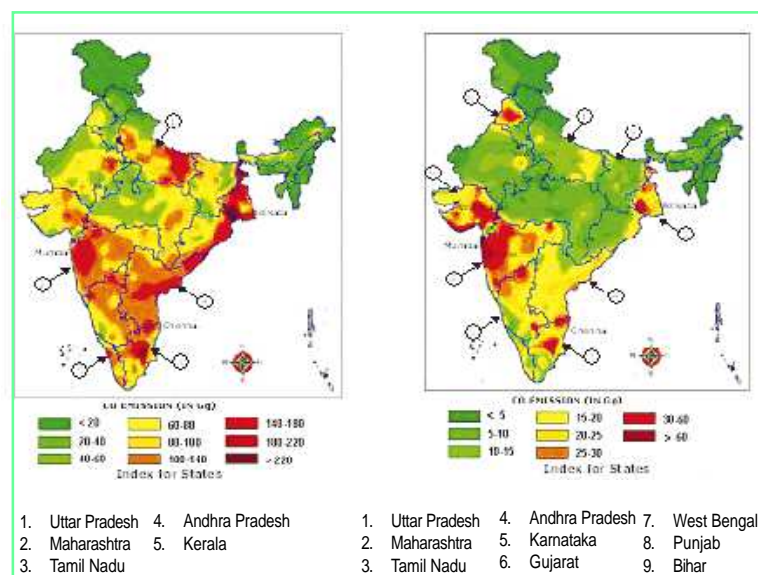 Mumbai
Kolkata
Chennai
CO EMISSION (IN Gg)
< 20
20-40
40-60
60-80
80-100
100-140
140-180
180-220
> 220
Index for States
1. Uttar Pradesh
2. Maharashtra
3. Tamil Nadu
4. Andhra Pradesh
5. Kerala
Mumbai
Kolkata
Chennai
CO EMISSION (IN Gg)
< 5
5-10
10-15
15-20
20-25
25-30
30-60
> 60
Index for States
1. Uttar Pradesh
2. Maharashtra
3. Tamil Nadu
4. Andhra Pradesh
5. Karnataka
6. Gujarat
7. West Bengal
8. Punjab
9. Bihar